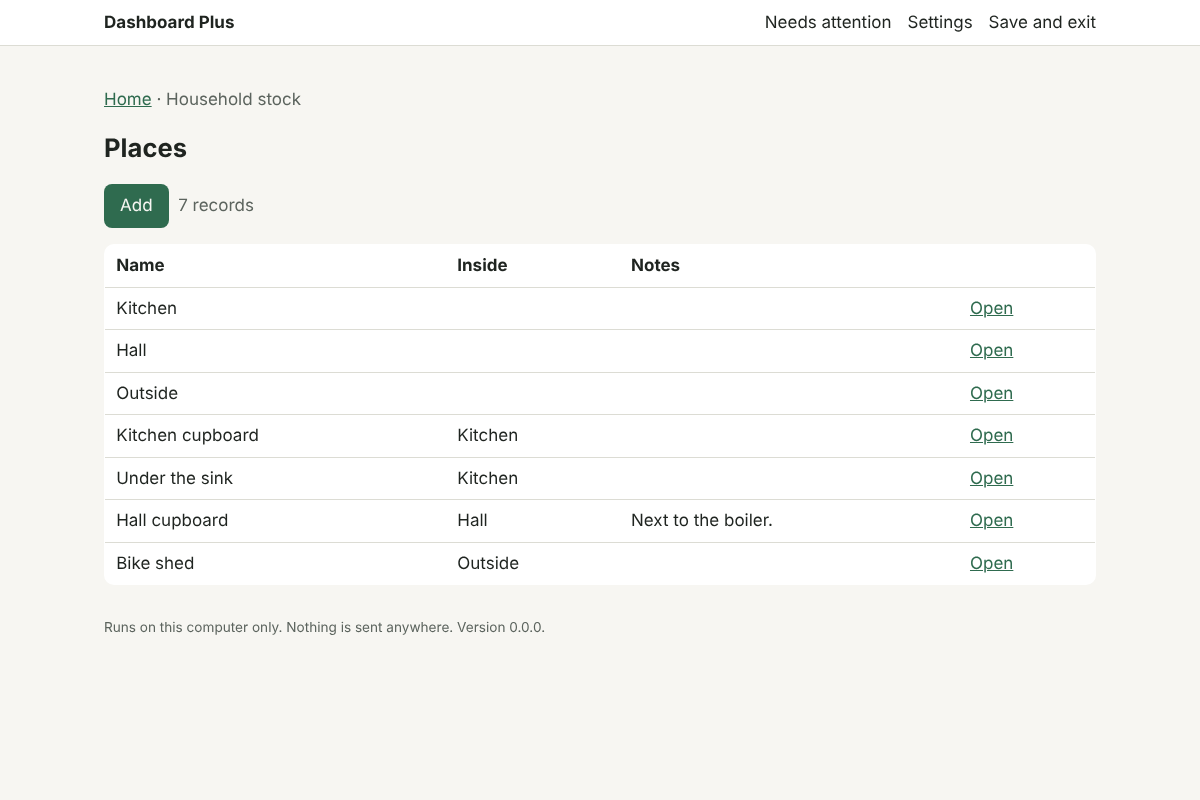 Dashboard Plus Needs attention Settings Save and exit
Home · Household stock
Places
Add 7 records
Name Inside Notes
Kitchen Open
Hall Open
Outside Open
Kitchen cupboard Kitchen Open
Under the sink Kitchen Open
Hall cupboard Hall Next to the boiler. Open
Bike shed Outside Open
Runs on this computer only. Nothing is sent anywhere. Version 0.0.0.